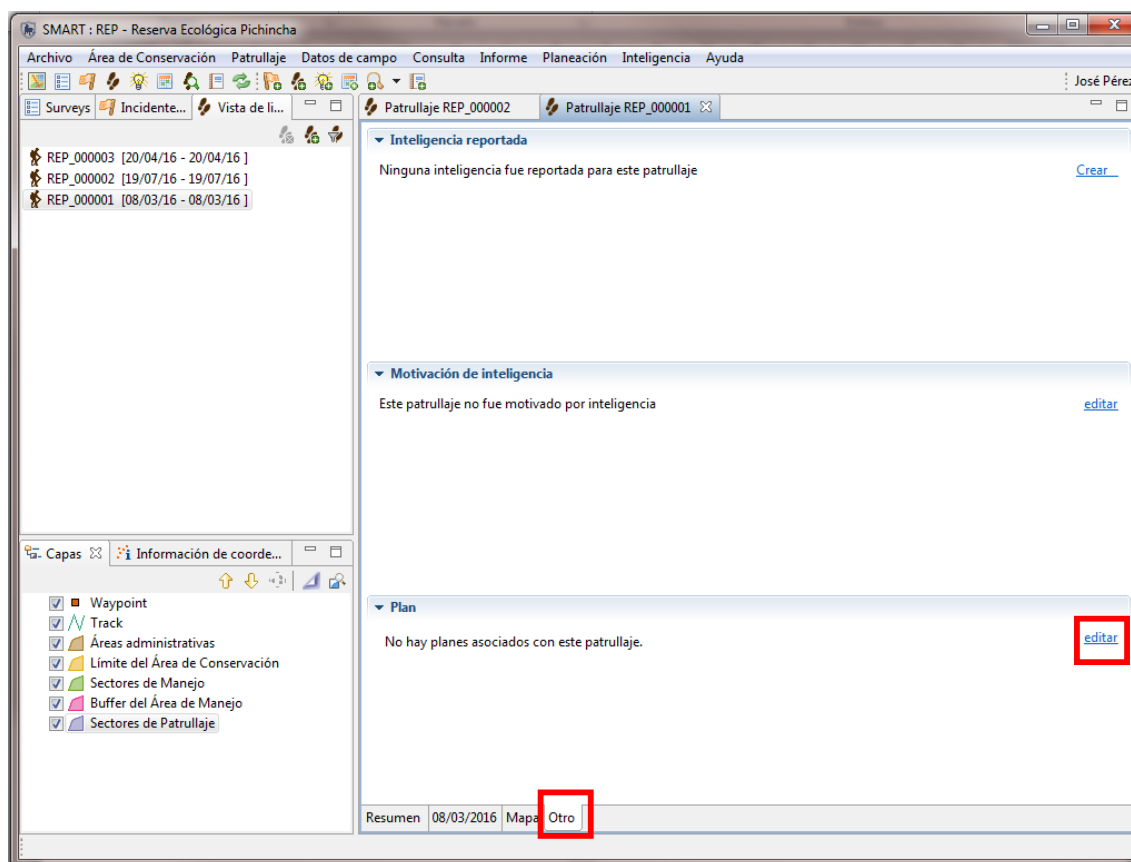 SMART : REP - Reserva Ecológica Pichincha
Archivo Área de Conservación Patrullaje Datos de campo Consulta Informe Planeación Inteligencia Ayuda
José Pérez
Surveys Incidente... Vista de li...
REP_000003 [20/04/16 - 20/04/16 ]
REP_000002 [19/07/16 - 19/07/16 ]
REP_000001 [08/03/16 - 08/03/16 ]
Patrullaje REP_000002 Patrullaje REP_000001
Inteligencia reportada
Ninguna inteligencia fue reportada para este patrullaje Crear
Motivación de inteligencia
Este patrullaje no fue motivado por inteligencia editar
Plan
No hay planes asociados con este patrullaje. editar
Resumen 08/03/2016 Mapa Otro
Capas Información de coorde...
Waypoint
Track
Áreas administrativas
Límite del Área de Conservación
Sectores de Manejo
Buffer del Área de Manejo
Sectores de Patrullaje